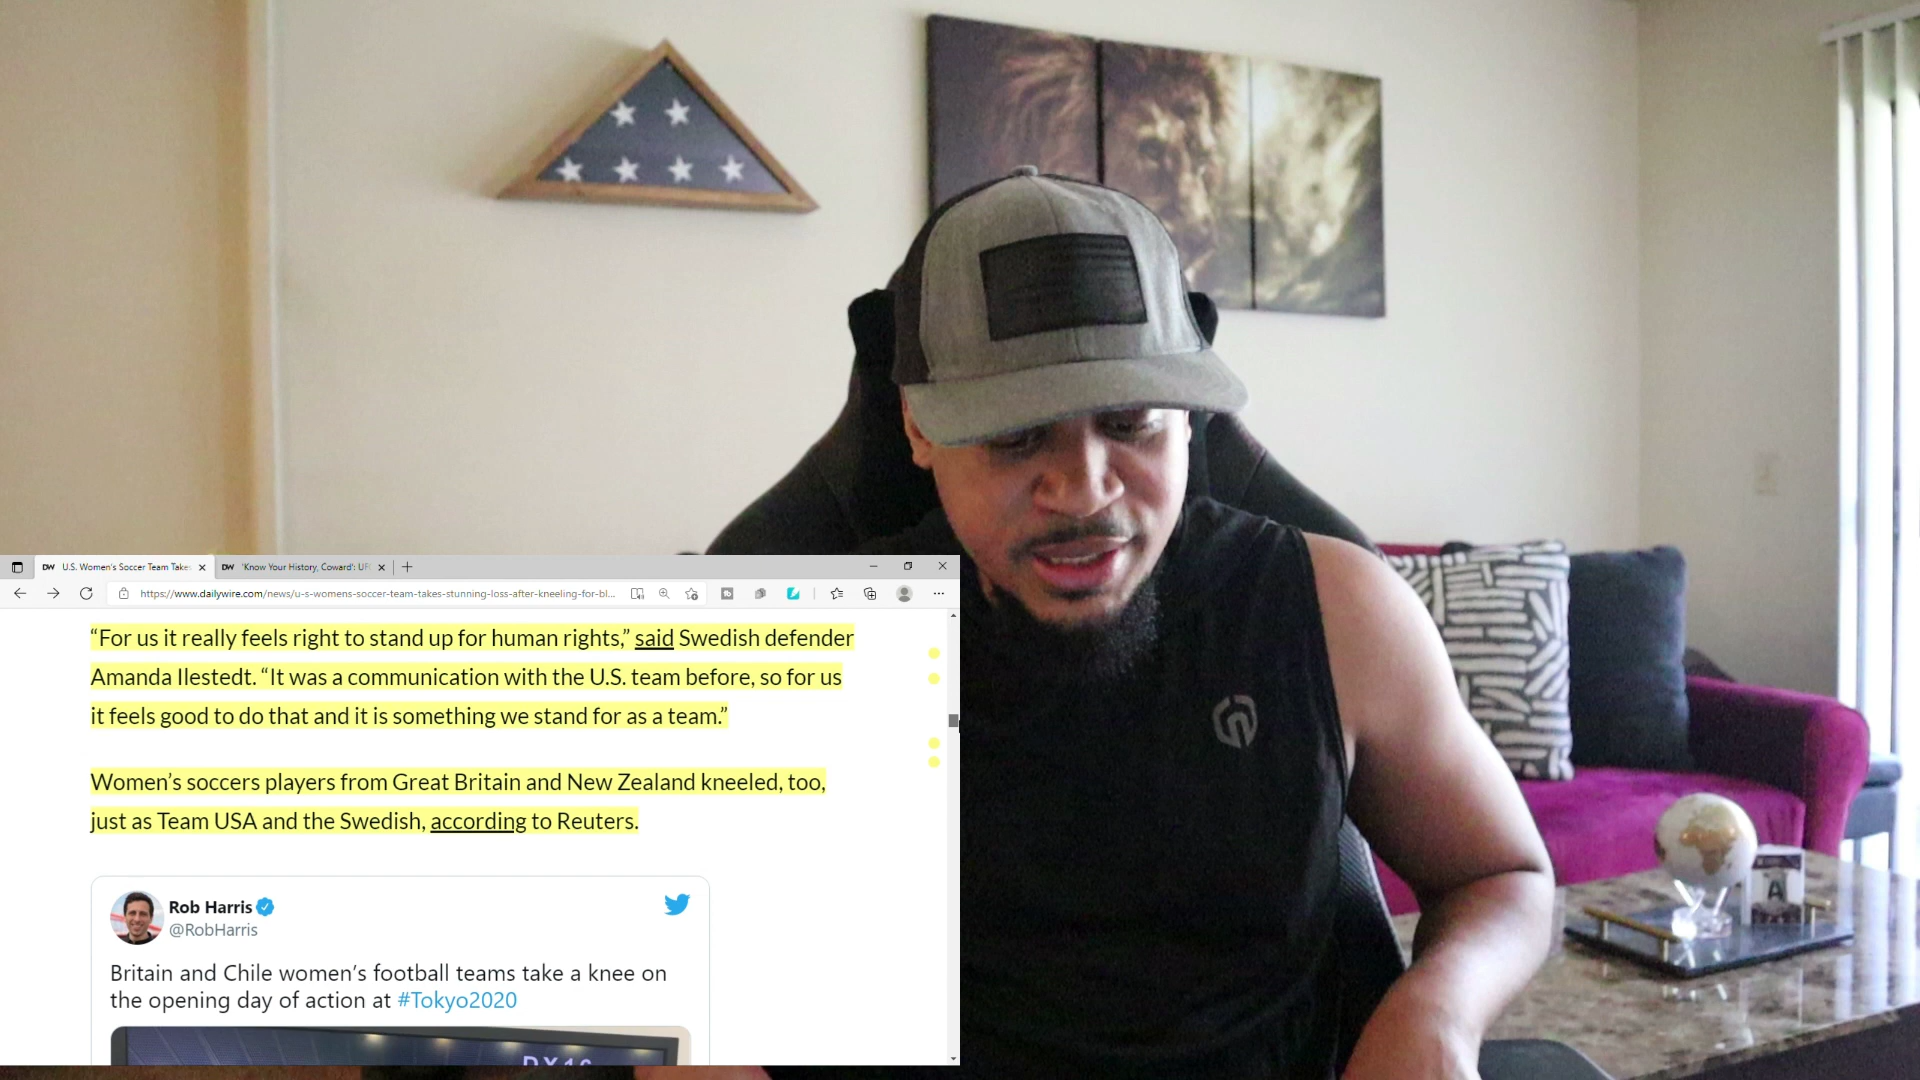 U.S. Women's Soccer Team Takes
'Know Your History, Coward': UF
https://www.dailywire.com/news/u-s-womens-soccer-team-takes-stunning-loss-after-kneeling-for-bl...
“For us it really feels right to stand up for human rights,” said Swedish defender
Amanda Ilestedt. “It was a communication with the U.S. team before, so for us
it feels good to do that and it is something we stand for as a team.”
Women’s soccers players from Great Britain and New Zealand kneeled, too,
just as Team USA and the Swedish, according to Reuters.
Rob Harris
@RobHarris
Britain and Chile women’s football teams take a knee on
the opening day of action at #Tokyo2020
A